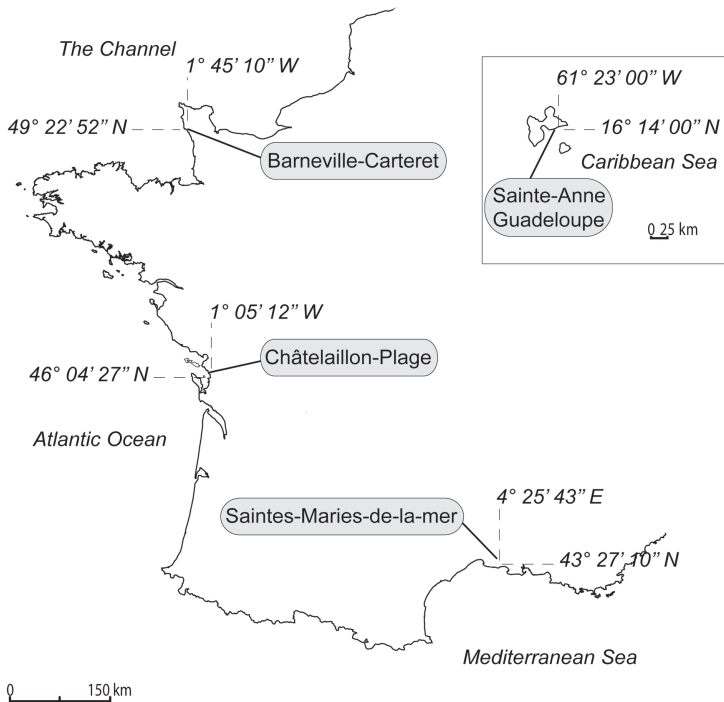 The Channel
1° 45’ 10’’ W
49° 22’ 52’’ N
Barneville-Carteret
61° 23’ 00’’ W
16° 14’ 00’’ N
Caribbean Sea
Sainte-Anne
Guadeloupe
0 25 km
1° 05’ 12’’ W
Châtelaillon-Plage
46° 04’ 27’’ N
Atlantic Ocean
4° 25’ 43’’ E
Saintes-Maries-de-la-mer
43° 27’ 10’’ N
Mediterranean Sea
0 150 km